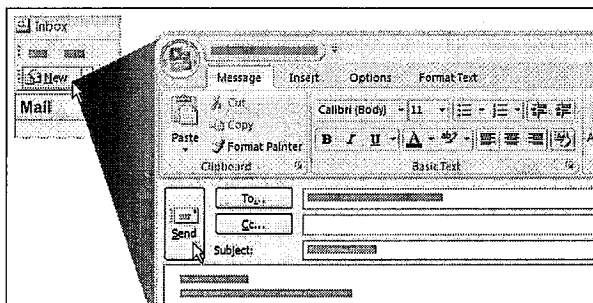 Inbox
New
Mail
Message Insert Options Format Text
Cut
Copy
Paste
Format Painter
Clipboard
Calibri (Body) 11
B I U A ab
Basic Text
To...
Cc...
Send
Subject: